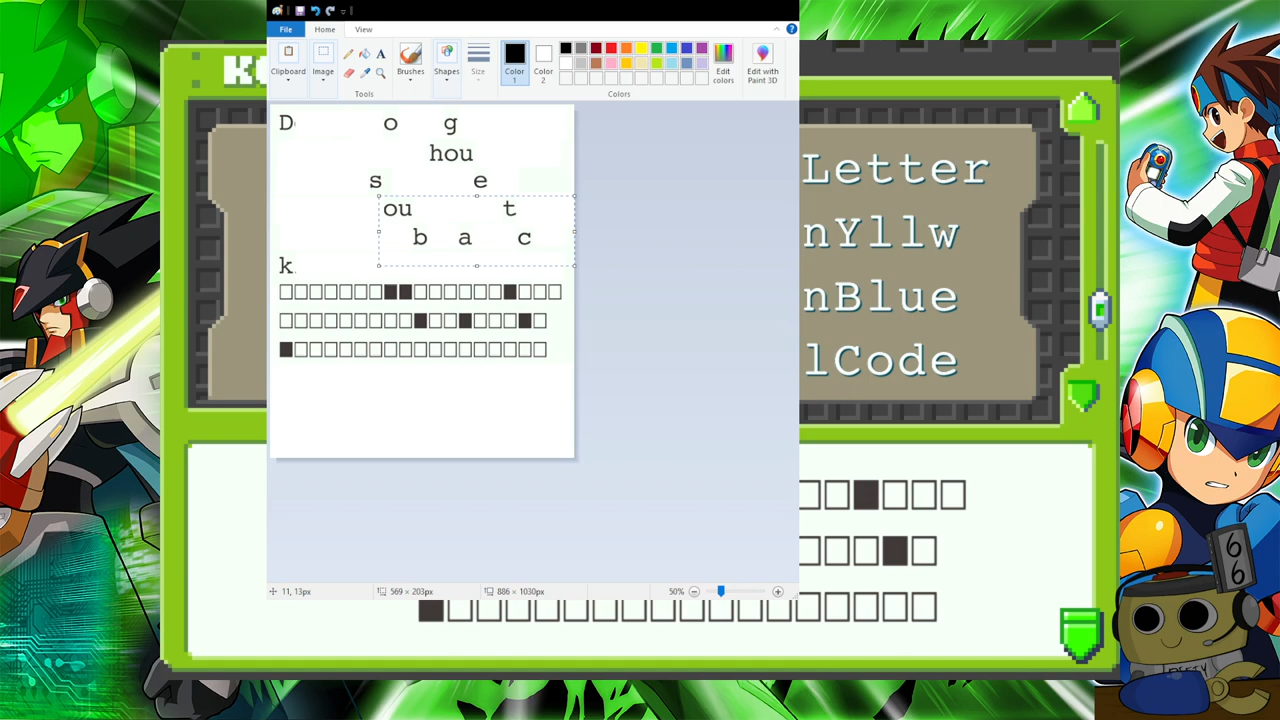 File Home View
Clipboard Image Tools Brushes Shapes Size Color 1 Color 2 Colors Edit colors Edit with Paint 3D
D o g
hou
s e
ou t
b a c
k
Letter
nYllw
nBlue
lCode
11, 13px 569 × 203px 886 × 1030px 50%
66